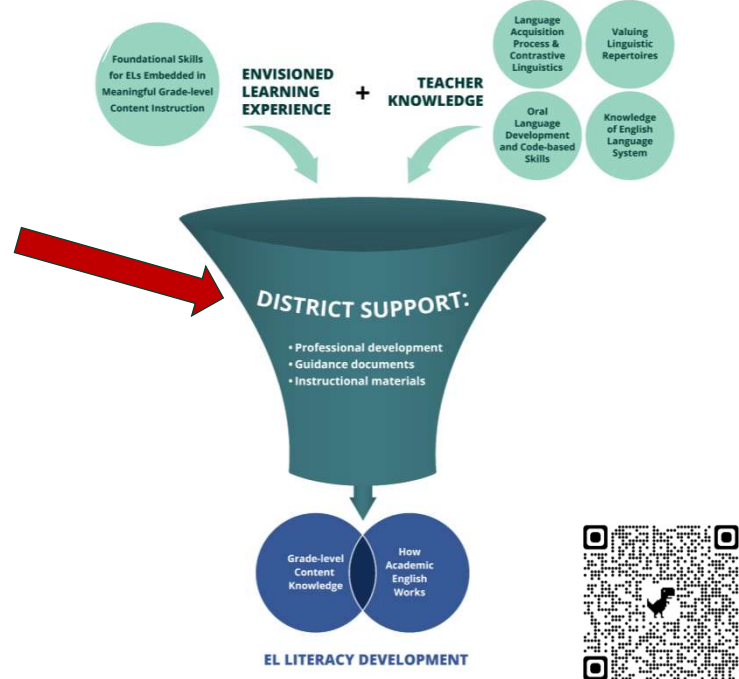 Foundational Skills
for ELs Embedded in
Meaningful Grade-level
Content Instruction
ENVISIONED
LEARNING
EXPERIENCE
+
TEACHER
KNOWLEDGE
Language
Acquisition
Process &
Contrastive
Linguistics
Valuing
Linguistic
Repertoires
Oral
Language
Development
and Code-based
Skills
Knowledge
of English
Language
System
DISTRICT SUPPORT:
• Professional development
• Guidance documents
• Instructional materials
Grade-level
Content
Knowledge
How
Academic
English
Works
EL LITERACY DEVELOPMENT